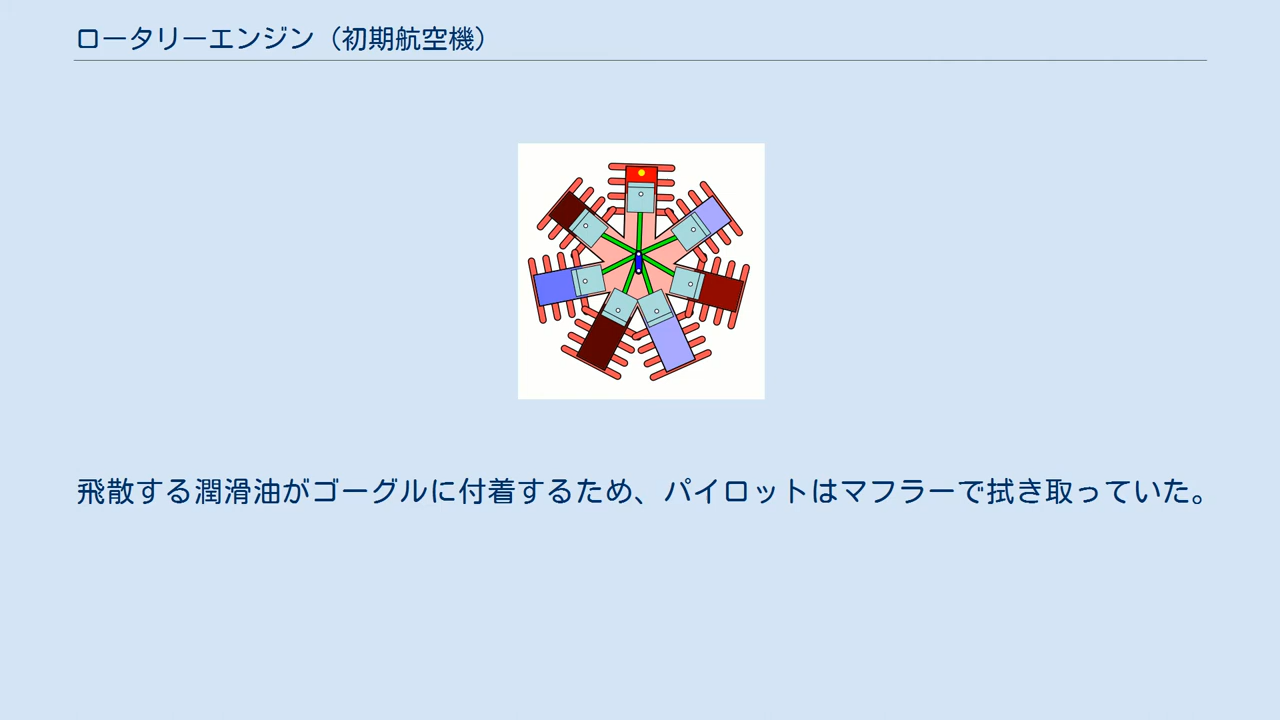 ロータリーエンジン（初期航空機）
飛散する潤滑油がゴーグルに付着するため、パイロットはマフラーで拭き取っていた。